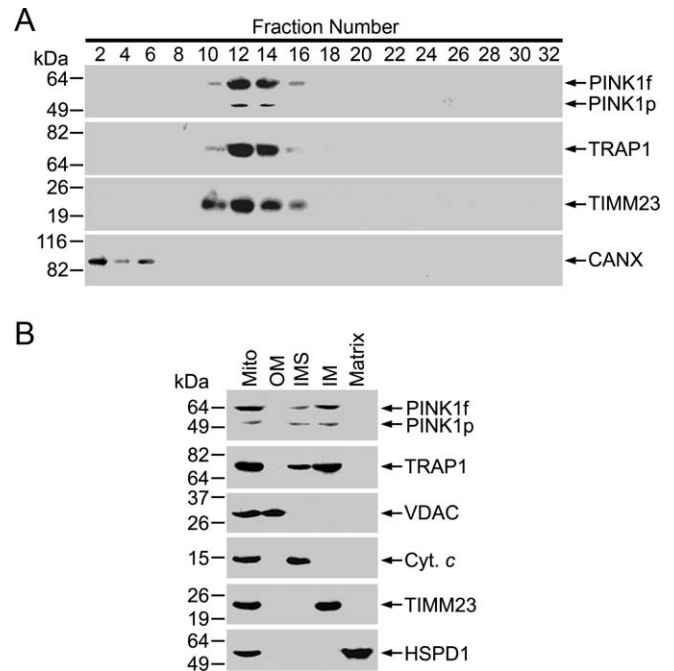 A
Fraction Number
kDa 2 4 6 8 10 12 14 16 18 20 22 24 26 28 30 32
64 PINK1f
49 PINK1p
82
64 TRAP1
26
19 TIMM23
116
82 CANX
B
kDa Mito OM IMS IM Matrix
64 PINK1f
49 PINK1p
82
64 TRAP1
37
26 VDAC
15 Cyt. c
26
19 TIMM23
64
49 HSPD1